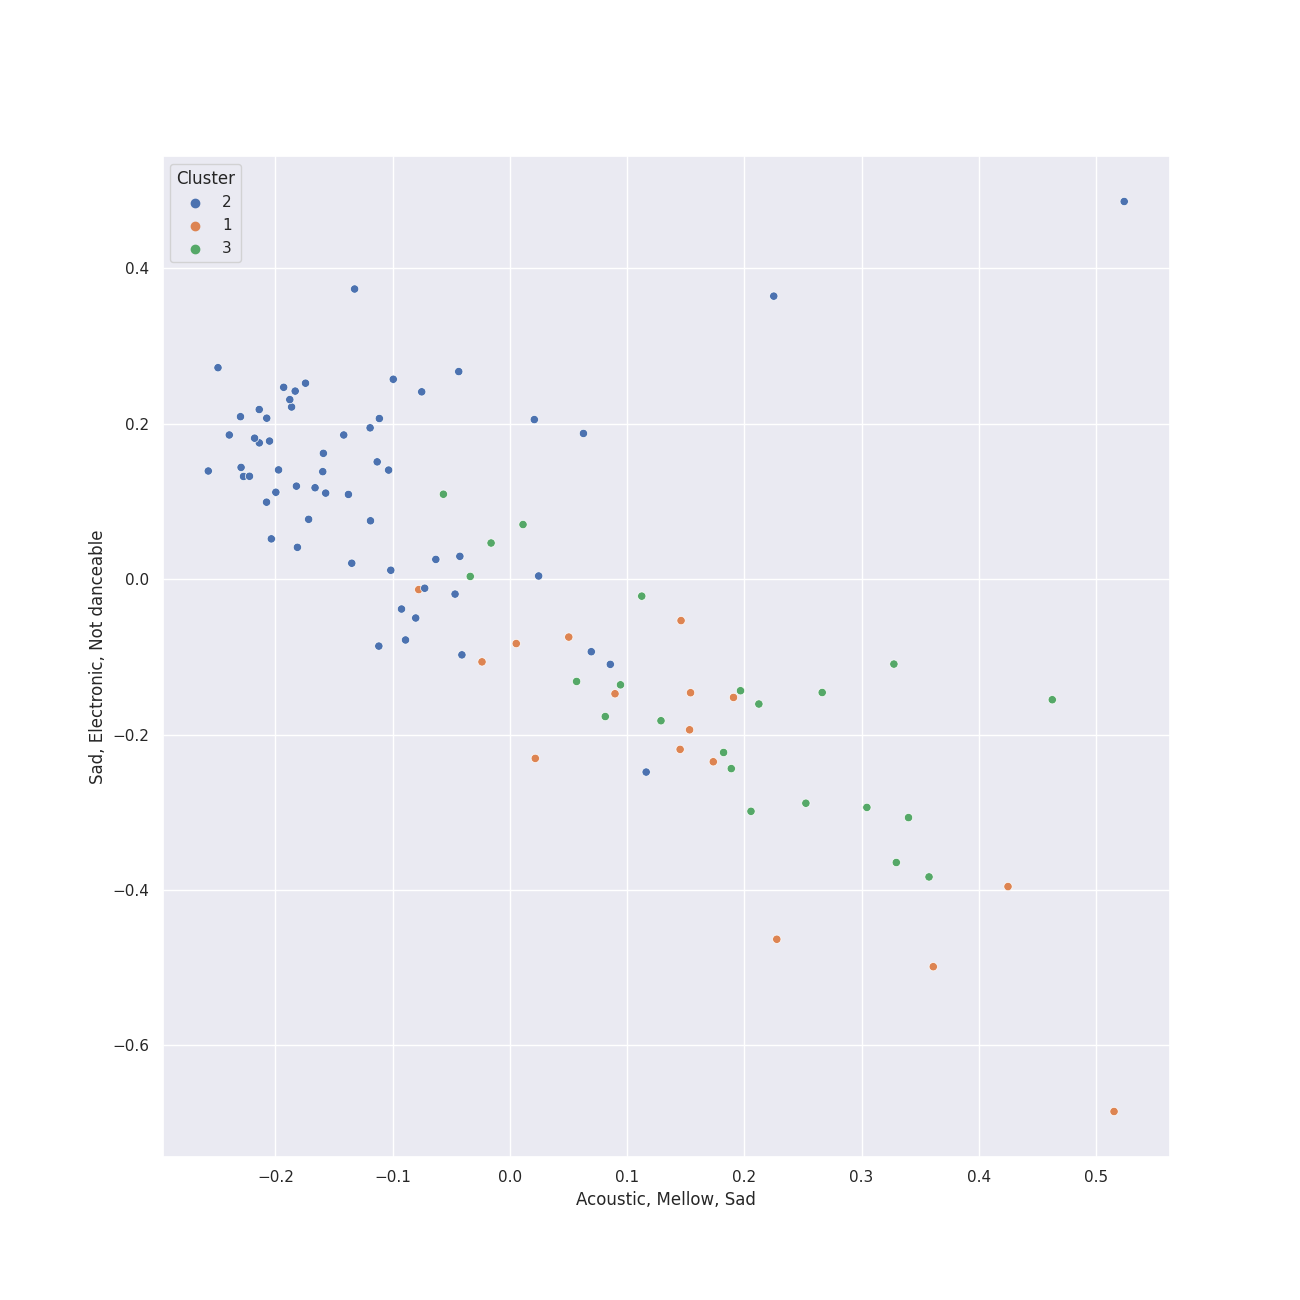 Cluster
2
1
3
0.4
0.2
0.0
−0.2
−0.4
−0.6
Sad, Electronic, Not danceable
−0.2 −0.1 0.0 0.1 0.2 0.3 0.4 0.5
Acoustic, Mellow, Sad